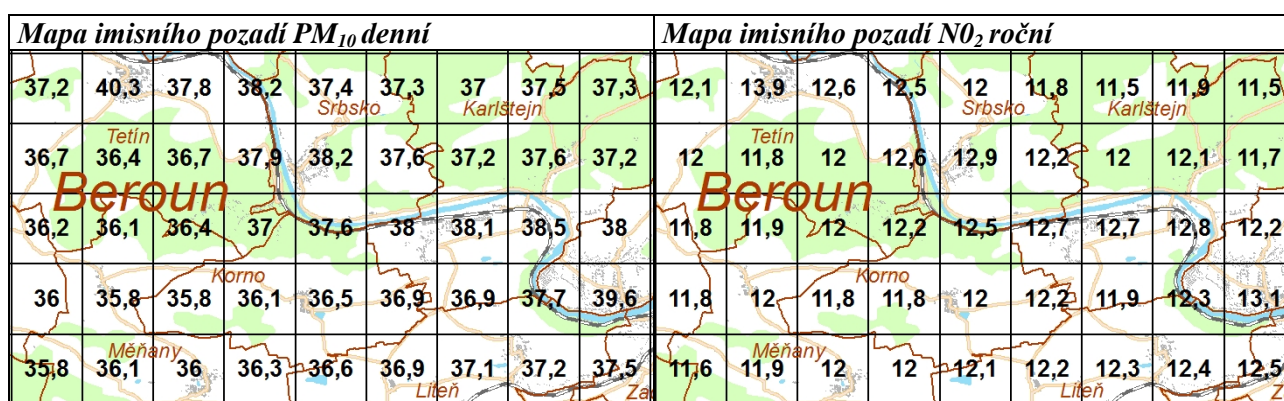 Mapa imisního pozadí PM10 denní
37,2 40,3 37,8 38,2 37,4 37,3 37 37,5 37,3
Srbsko Karlštejn
Tetín
36,7 36,4 36,7 37,9 38,2 37,6 37,2 37,6 37,2
Beroun
36,2 36,1 36,4 37 37,6 38 38,1 38,5 38
Korno
36 35,8 35,8 36,1 36,5 36,9 36,9 37,7 39,6
Měňany
35,8 36,1 36 36,3 36,6 36,9 37,1 37,2 37,5
Liteň Za
Mapa imisního pozadí N02 roční
12,1 13,9 12,6 12,5 12 11,8 11,5 11,9 11,5
Srbsko Karlštejn
Tetín
12 11,8 12 12,6 12,9 12,2 12 12,1 11,7
Beroun
11,8 11,9 12 12,2 12,5 12,7 12,7 12,8 12,2
Korno
11,8 12 11,8 11,8 12 12,2 11,9 12,3 13,1
Měňany
11,6 11,9 12 12 12,1 12,2 12,3 12,4 12,5
Liteň Z